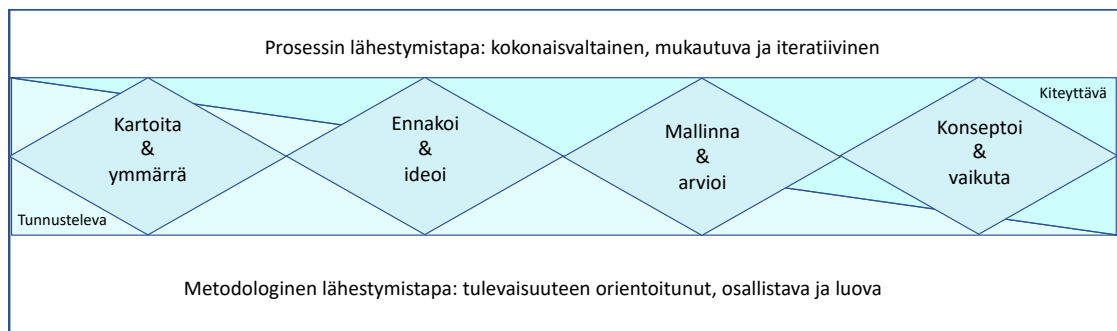 Prosessin lähestymistapa: kokonaisvaltainen, mukautuva ja iteratiivinen
Kiteyttävä
Kartoita
&
ymmärrä
Ennakoi
&
ideoi
Mallinna
&
arvioi
Konseptoi
&
vaikuta
Tunnusteleva
Metodologinen lähestymistapa: tulevaisuuteen orientoitunut, osallistava ja luova